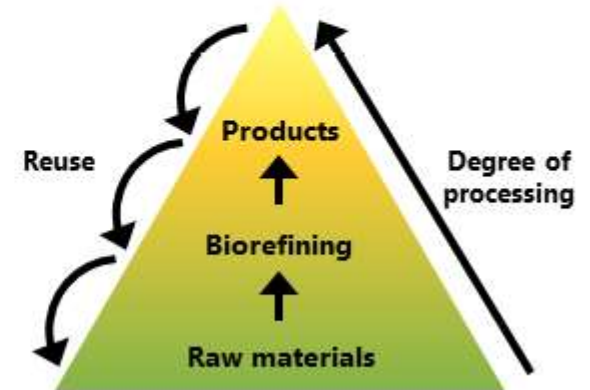 Products
Reuse
Degree of
processing
Biorefining
Raw materials